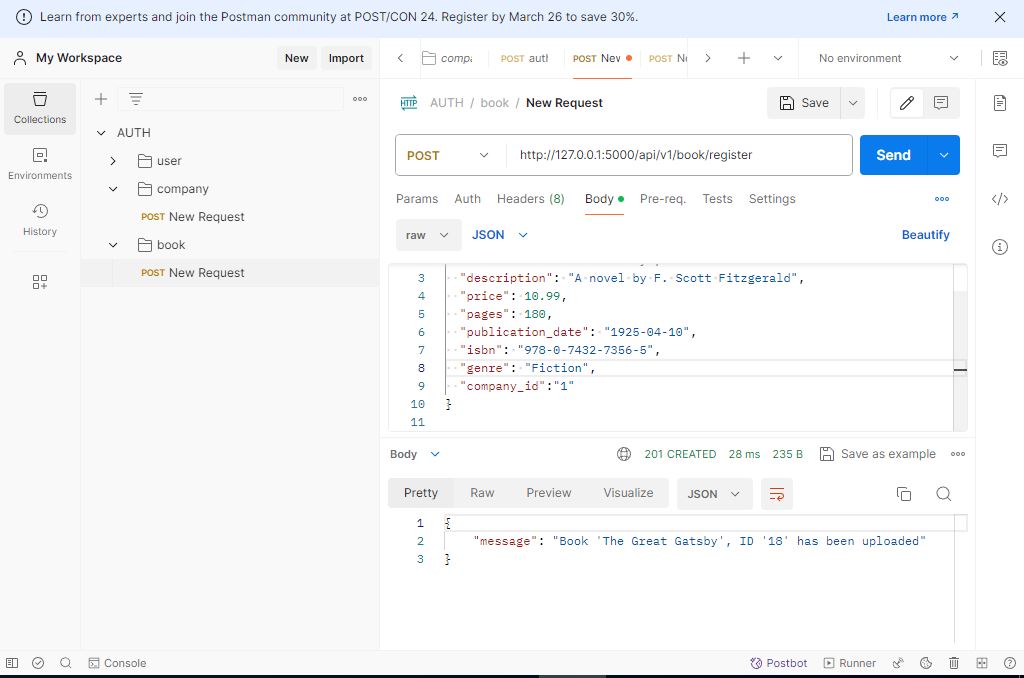 Learn from experts and join the Postman community at POST/CON 24. Register by March 26 to save 30%. Learn more
My Workspace New Import
comp POST auth POST Nev POST No environment
Collections
Environments
History
AUTH
user
company
POST New Request
book
POST New Request
HTTP AUTH / book / New Request Save
POST http://127.0.0.1:5000/api/v1/book/register Send
Params Auth Headers (8) Body Pre-req. Tests Settings
raw JSON Beautify
3 "description": "A novel by F. Scott Fitzgerald",
4 "price": 10.99,
5 "pages": 180,
6 "publication_date": "1925-04-10",
7 "isbn": "978-0-7432-7356-5",
8 "genre": "Fiction",
9 "company_id":"1"
10 }
11
Body 201 CREATED 28 ms 235 B Save as example
Pretty Raw Preview Visualize JSON
1 {
2 "message": "Book 'The Great Gatsby', ID '18' has been uploaded"
3 }
Console Postbot Runner